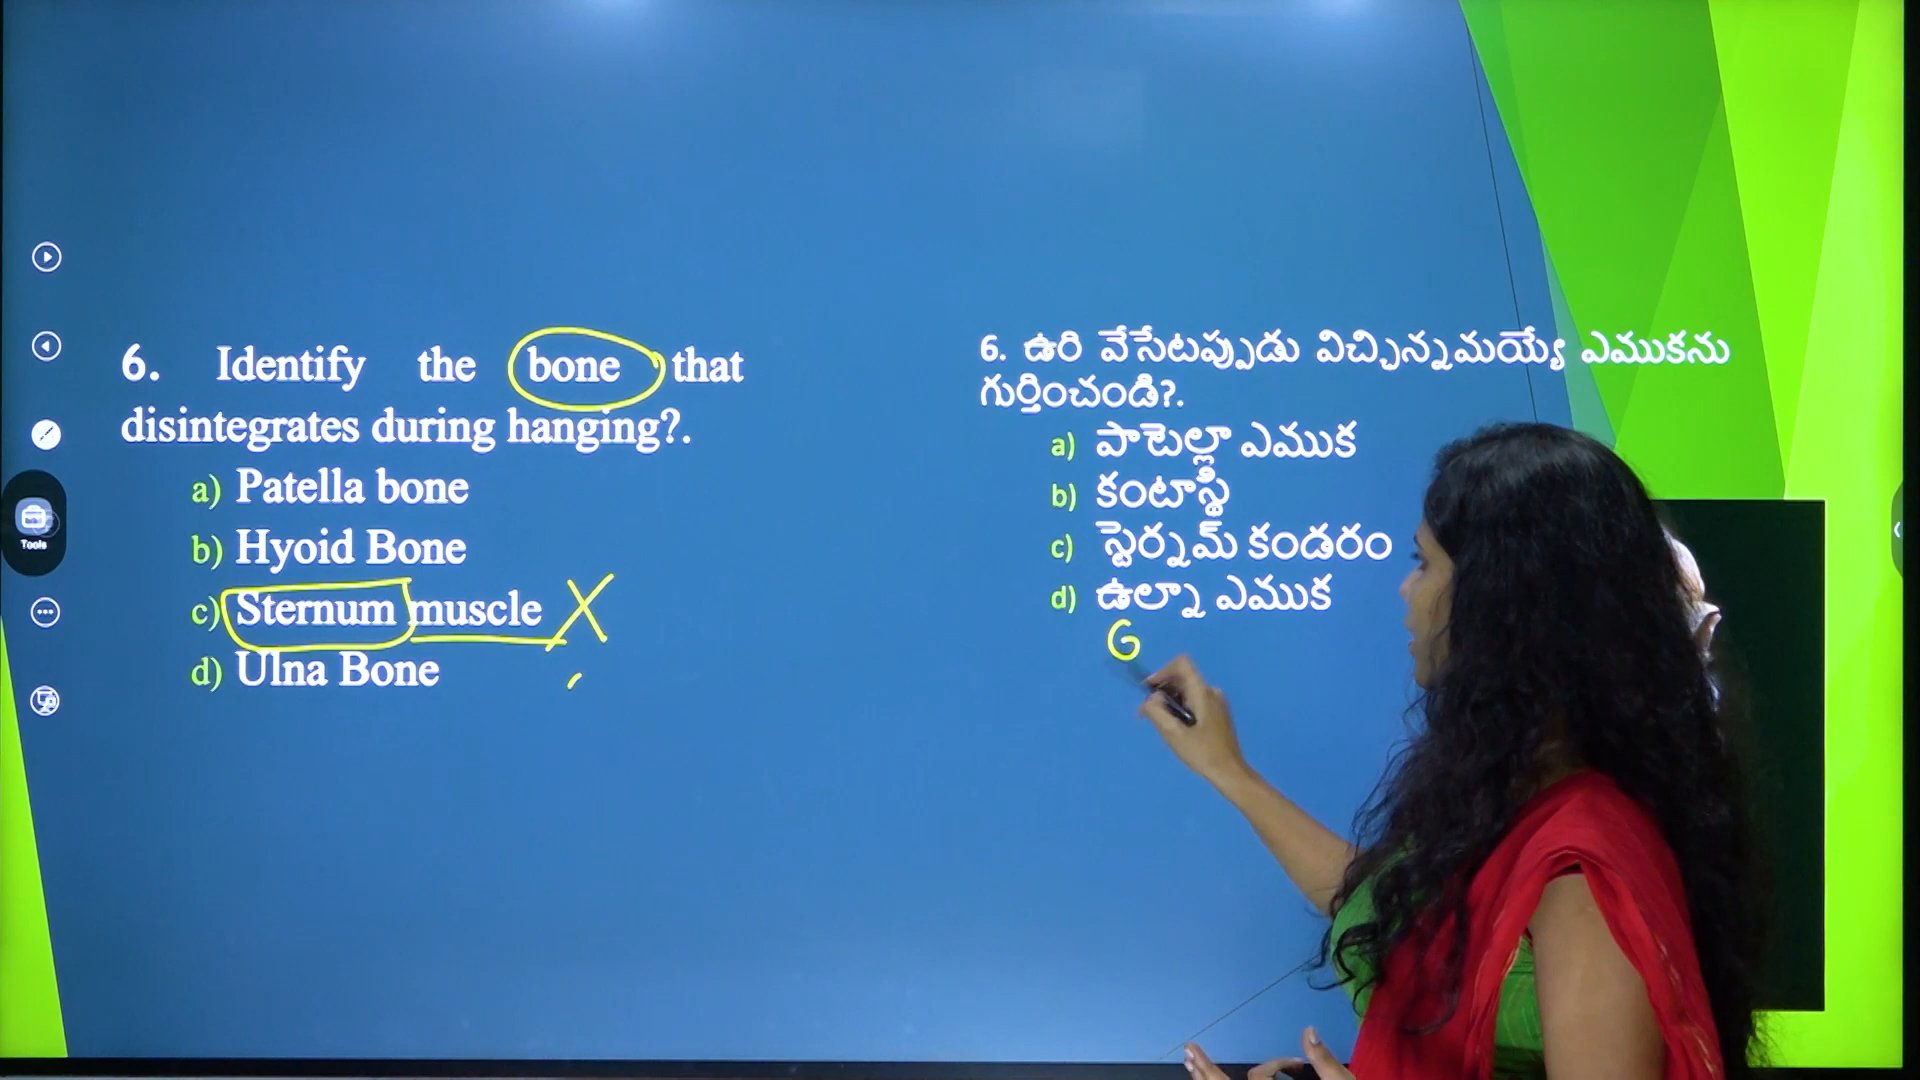 6. Identify the bone that
disintegrates during hanging?.
a) Patella bone
b) Hyoid Bone
c) Sternum muscle X
d) Ulna Bone
6. ఉరి వేసేటప్పుడు విచ్ఛిన్నమయ్యే ఎముకను
గుర్తించండి?.
a) పాటెల్లా ఎముక
b) కంటాస్థి
c) స్టెర్నమ్ కండరం
d) ఉల్నా ఎముక
Tools